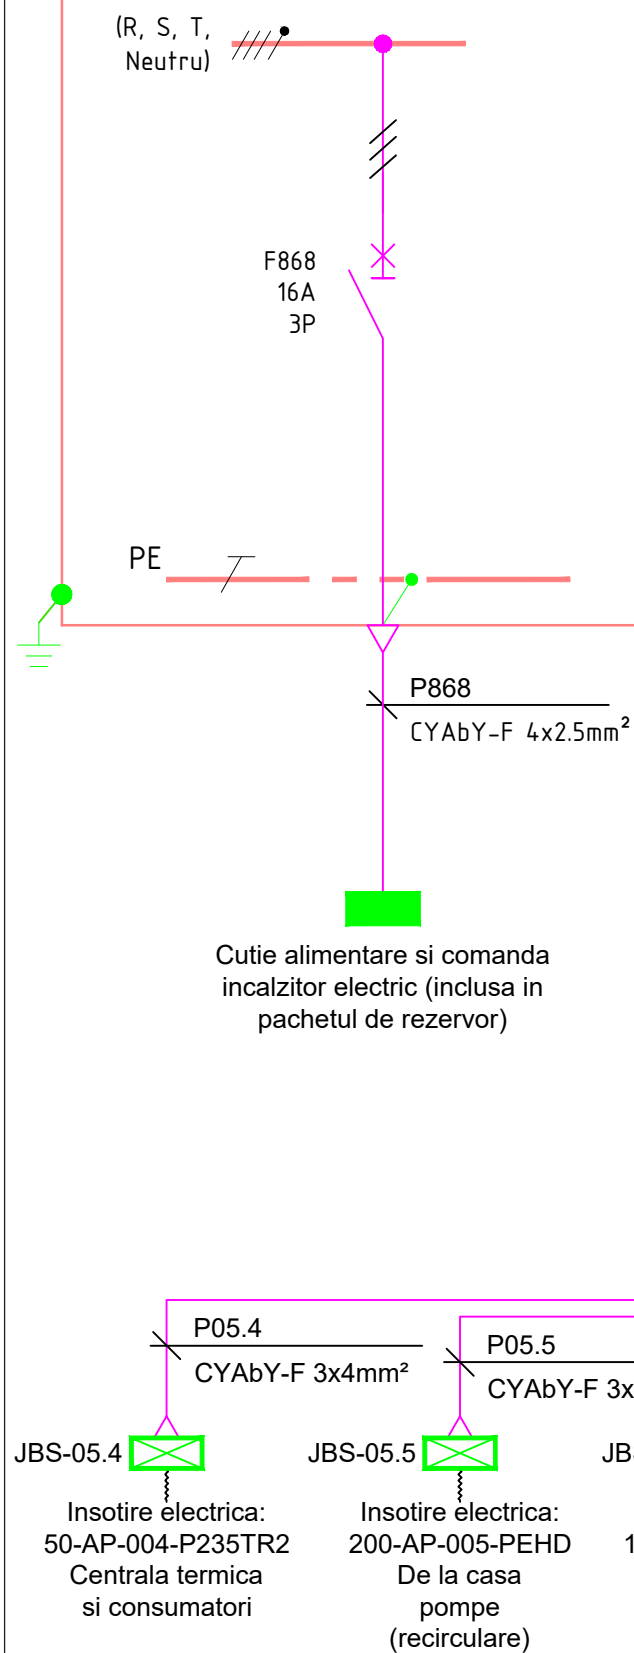 (R, S, T,
Neutru)
F868
16A
3P
PE
P868
CYAbY-F 4x2.5mm²
Cutie alimentare si comanda
incalzitor electric (inclusa in
pachetul de rezervor)
P05.4
CYAbY-F 3x4mm²
P05.5
CYAbY-F 3x
JBS-05.4
JBS-05.5
JB
Insotire electrica:
50-AP-004-P235TR2
Centrala termica
si consumatori
Insotire electrica:
200-AP-005-PEHD
De la casa
pompe
(recirculare)
1